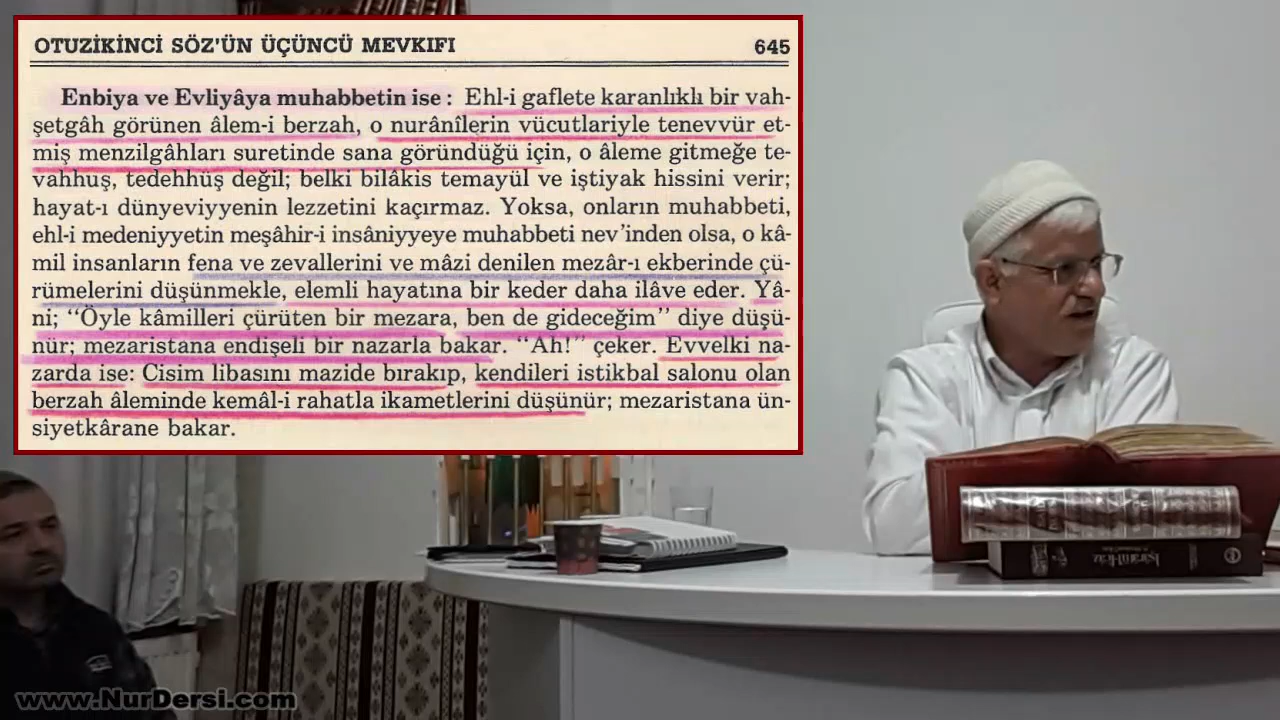 OTUZİKİNCİ SÖZ'ÜN ÜÇÜNCÜ MEVKIFI 645
Enbiya ve Evliyâya muhabbetin ise : Ehl-i gaflete karanlıklı bir vah-
şetgâh görünen âlem-i berzah, o nurânîlerin vücutlariyle tenevvür et-
miş menzilgâhları suretinde sana göründüğü için, o âleme gitmeğe te-
vahhuş, tedehhüş değil; belki bilâkis temayül ve iştiyak hissini verir;
hayat-ı dünyeviyyenin lezzetini kaçırmaz. Yoksa, onların muhabbeti,
ehl-i medeniyyetin meşâhir-i insâniyyeye muhabbeti nev'inden olsa, o kâ-
mil insanların fena ve zevallerini ve mâzi denilen mezâr-ı ekberinde çü-
rümelerini düşünmekle, elemli hayatına bir keder daha ilâve eder. Yâ-
ni; "Öyle kâmilleri çürüten bir mezara, ben de gideceğim" diye düşü-
nür; mezaristana endişeli bir nazarla bakar. "Ah!" çeker. Evvelki na-
zarda ise: Cisim libasını mazide bırakıp, kendileri istikbal salonu olan
berzah âleminde kemâl-i rahatla ikametlerini düşünür; mezaristana ün-
siyetkârane bakar.
www.NurDersi.com